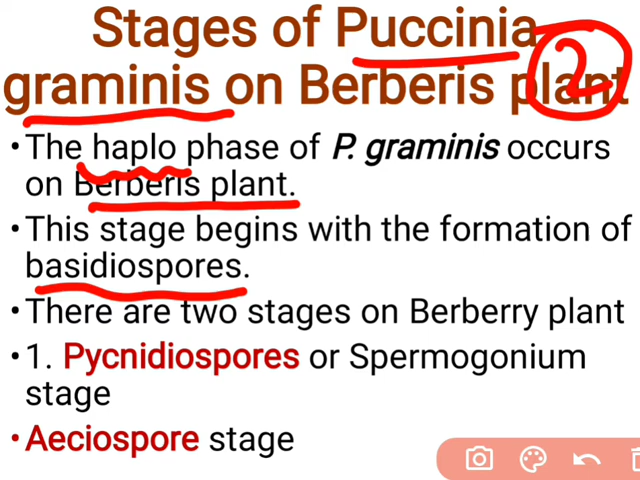 Stages of Puccinia
graminis on Berberis plant
2
• The haplo phase of P. graminis occurs
on Berberis plant.
• This stage begins with the formation of
basidiospores.
• There are two stages on Berberry plant
• 1. Pycnidiospores or Spermogonium
stage
• Aeciospore stage